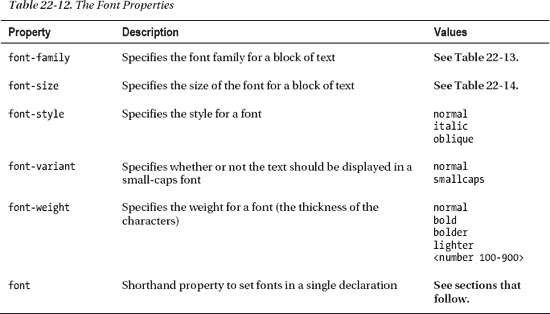 Table 22-12. The Font Properties
Property Description Values
font-family Specifies the font family for a block of text See Table 22-13.
font-size Specifies the size of the font for a block of text See Table 22-14.
font-style Specifies the style for a font normal
italic
oblique
font-variant Specifies whether or not the text should be displayed in a normal
small-caps font smallcaps
font-weight Specifies the weight for a font (the thickness of the normal
characters) bold
bolder
lighter
<number 100-900>
font Shorthand property to set fonts in a single declaration See sections that
follow.